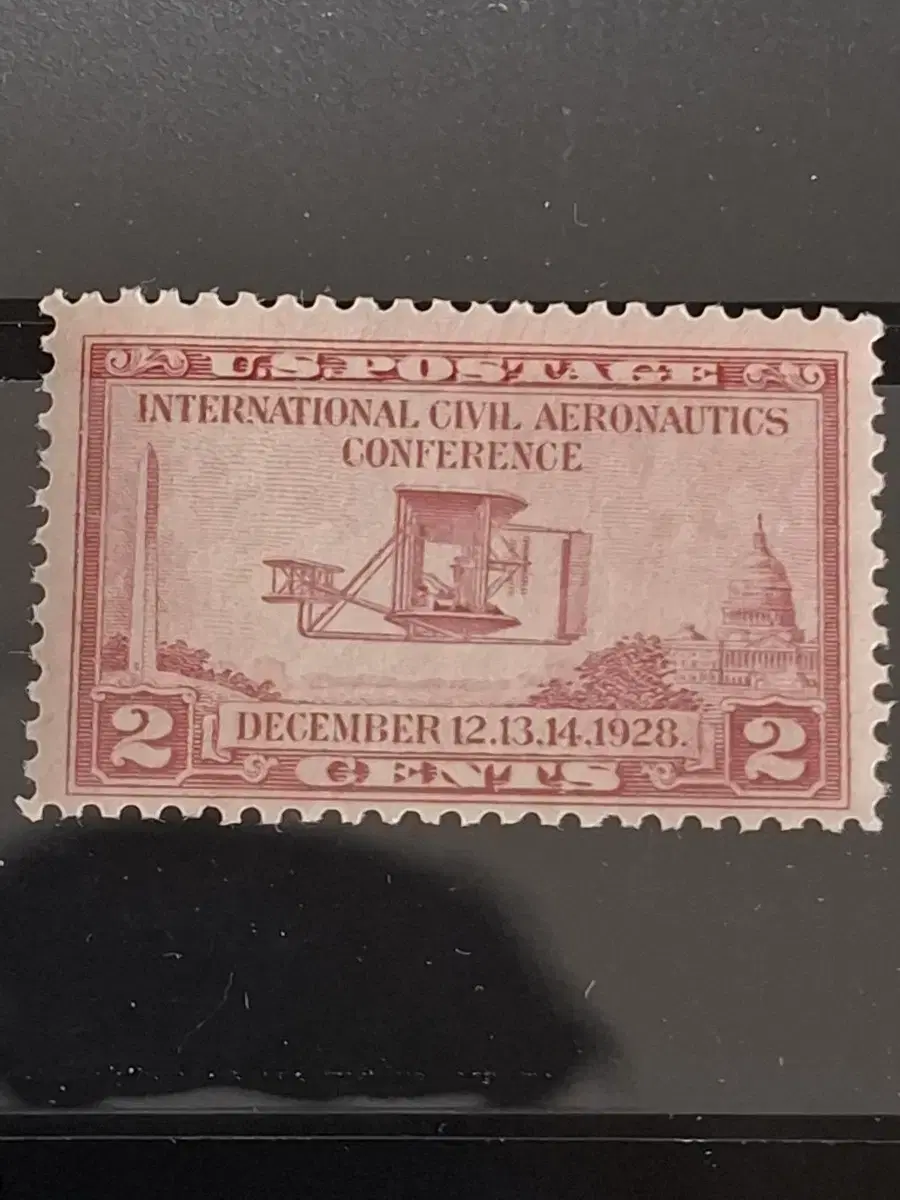 U.S. POSTAGE
INTERNATIONAL CIVIL AERONAUTICS
CONFERENCE
DECEMBER 12.13.14.1928.
2 2
CENTS